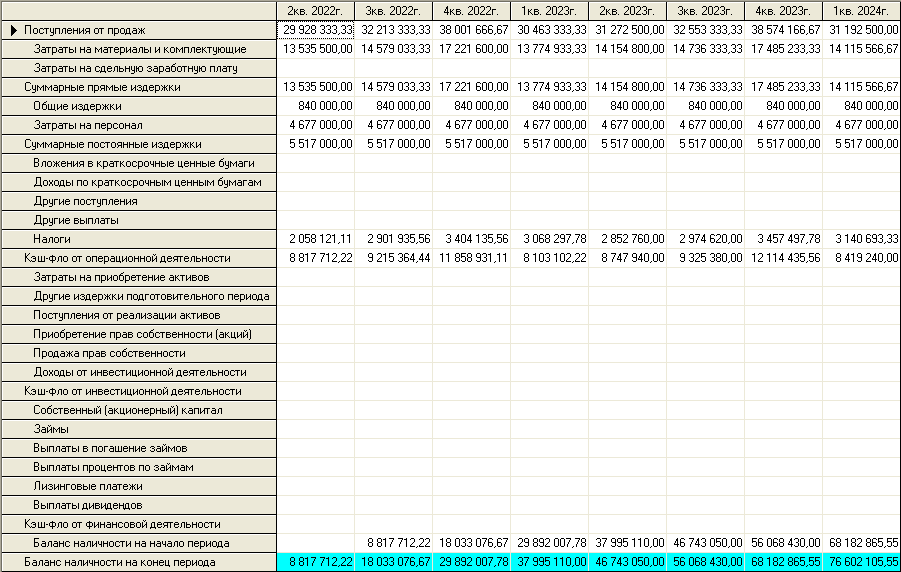 2кв. 2022г. 3кв. 2022г. 4кв. 2022г. 1кв. 2023г. 2кв. 2023г. 3кв. 2023г. 4кв. 2023г. 1кв. 2024г.
Поступления от продаж 29 928 333,33 32 213 333,33 38 001 666,67 30 463 333,33 31 272 500,00 32 553 333,33 38 574 166,67 31 192 500,00
Затраты на материалы и комплектующие 13 535 500,00 14 579 033,33 17 221 600,00 13 774 933,33 14 154 800,00 14 736 333,33 17 485 233,33 14 115 566,67
Затраты на сдельную заработную плату
Суммарные прямые издержки 13 535 500,00 14 579 033,33 17 221 600,00 13 774 933,33 14 154 800,00 14 736 333,33 17 485 233,33 14 115 566,67
Общие издержки 840 000,00 840 000,00 840 000,00 840 000,00 840 000,00 840 000,00 840 000,00 840 000,00
Затраты на персонал 4 677 000,00 4 677 000,00 4 677 000,00 4 677 000,00 4 677 000,00 4 677 000,00 4 677 000,00 4 677 000,00
Суммарные постоянные издержки 5 517 000,00 5 517 000,00 5 517 000,00 5 517 000,00 5 517 000,00 5 517 000,00 5 517 000,00 5 517 000,00
Вложения в краткосрочные ценные бумаги
Доходы по краткосрочным ценным бумагам
Другие поступления
Другие выплаты
Налоги 2 058 121,11 2 901 935,56 3 404 135,56 3 068 297,78 2 852 760,00 2 974 620,00 3 457 497,78 3 140 693,33
Кэш-фло от операционной деятельности 8 817 712,22 9 215 364,44 11 858 931,11 8 103 102,22 8 747 940,00 9 325 380,00 12 114 435,56 8 419 240,00
Затраты на приобретение активов
Другие издержки подготовительного периода
Поступления от реализации активов
Приобретение прав собственности (акций)
Продажа прав собственности
Доходы от инвестиционной деятельности
Кэш-фло от инвестиционной деятельности
Собственный (акционерный) капитал
Займы
Выплаты в погашение займов
Выплаты процентов по займам
Лизинговые платежи
Выплаты дивидендов
Кэш-фло от финансовой деятельности
Баланс наличности на начало периода 8 817 712,22 18 033 076,67 29 892 007,78 37 995 110,00 46 743 050,00 56 068 430,00 68 182 865,55
Баланс наличности на конец периода 8 817 712,22 18 033 076,67 29 892 007,78 37 995 110,00 46 743 050,00 56 068 430,00 68 182 865,55 76 602 105,55